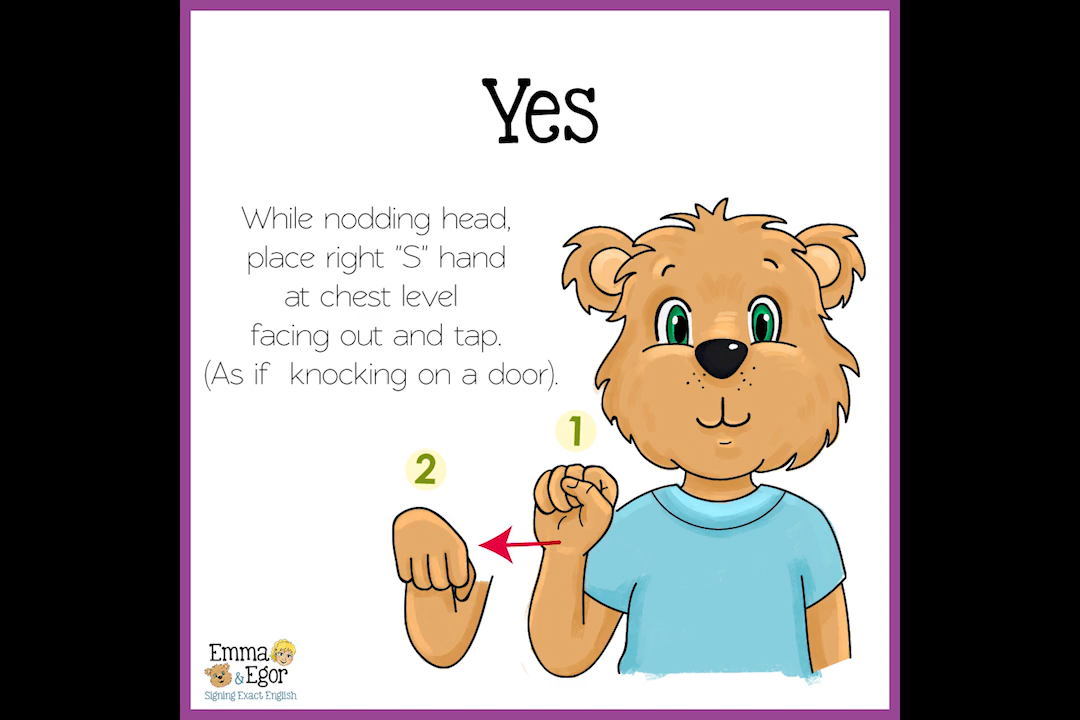 Yes
While nodding head,
place right "S" hand
at chest level
facing out and tap.
(As if knocking on a door).
1
2
Emma
& Egor
Signing Exact English